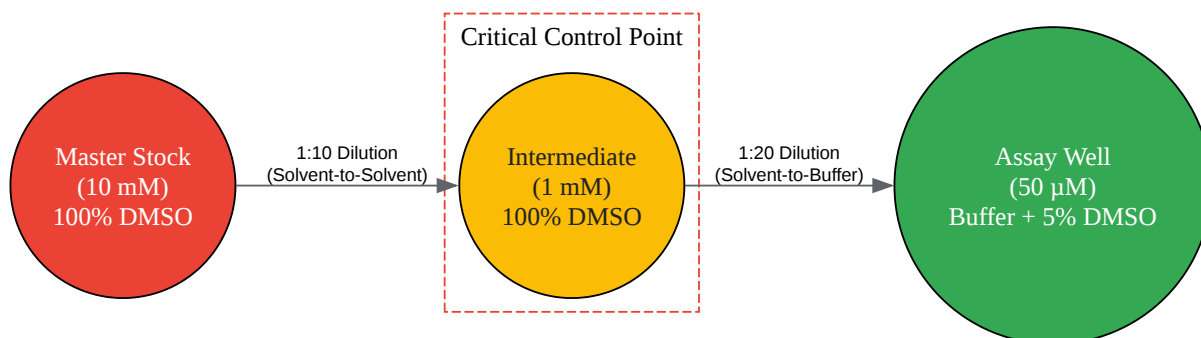 Critical Control Point
Master Stock
(10 mM)
100% DMSO
1:10 Dilution
(Solvent-to-Solvent)
Intermediate
(1 mM)
100% DMSO
1:20 Dilution
(Solvent-to-Buffer)
Assay Well
(50 µM)
Buffer + 5% DMSO